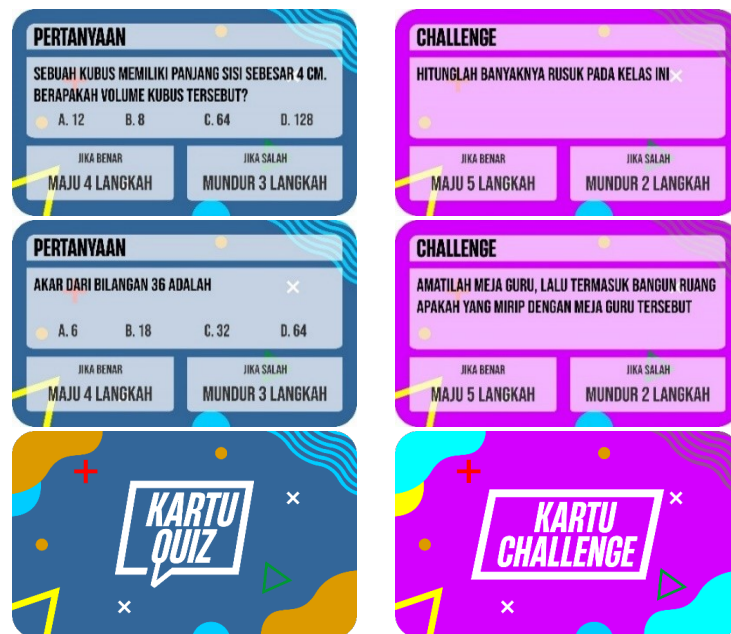 PERTANYAAN
SEBUAH KUBUS MEMILIKI PANJANG SISI SEBESAR 4 CM.
BERAPAKAH VOLUME KUBUS TERSEBUT?
A. 12 B. 8 C. 64 D. 128
JIKA BENAR
MAJU 4 LANGKAH
JIKA SALAH
MUNDUR 3 LANGKAH
CHALLENGE
HITUNGLAH BANYAKNYA RUSUK PADA KELAS INI
JIKA BENAR
MAJU 5 LANGKAH
JIKA SALAH
MUNDUR 2 LANGKAH
PERTANYAAN
AKAR DARI BILANGAN 36 ADALAH
A. 6 B. 18 C. 32 D. 64
JIKA BENAR
MAJU 4 LANGKAH
JIKA SALAH
MUNDUR 3 LANGKAH
CHALLENGE
AMATILAH MEJA GURU, LALU TERMASUK BANGUN RUANG
APAKAH YANG MIRIP DENGAN MEJA GURU TERSEBUT
JIKA BENAR
MAJU 5 LANGKAH
JIKA SALAH
MUNDUR 2 LANGKAH
KARTU
QUIZ
KARTU
CHALLENGE